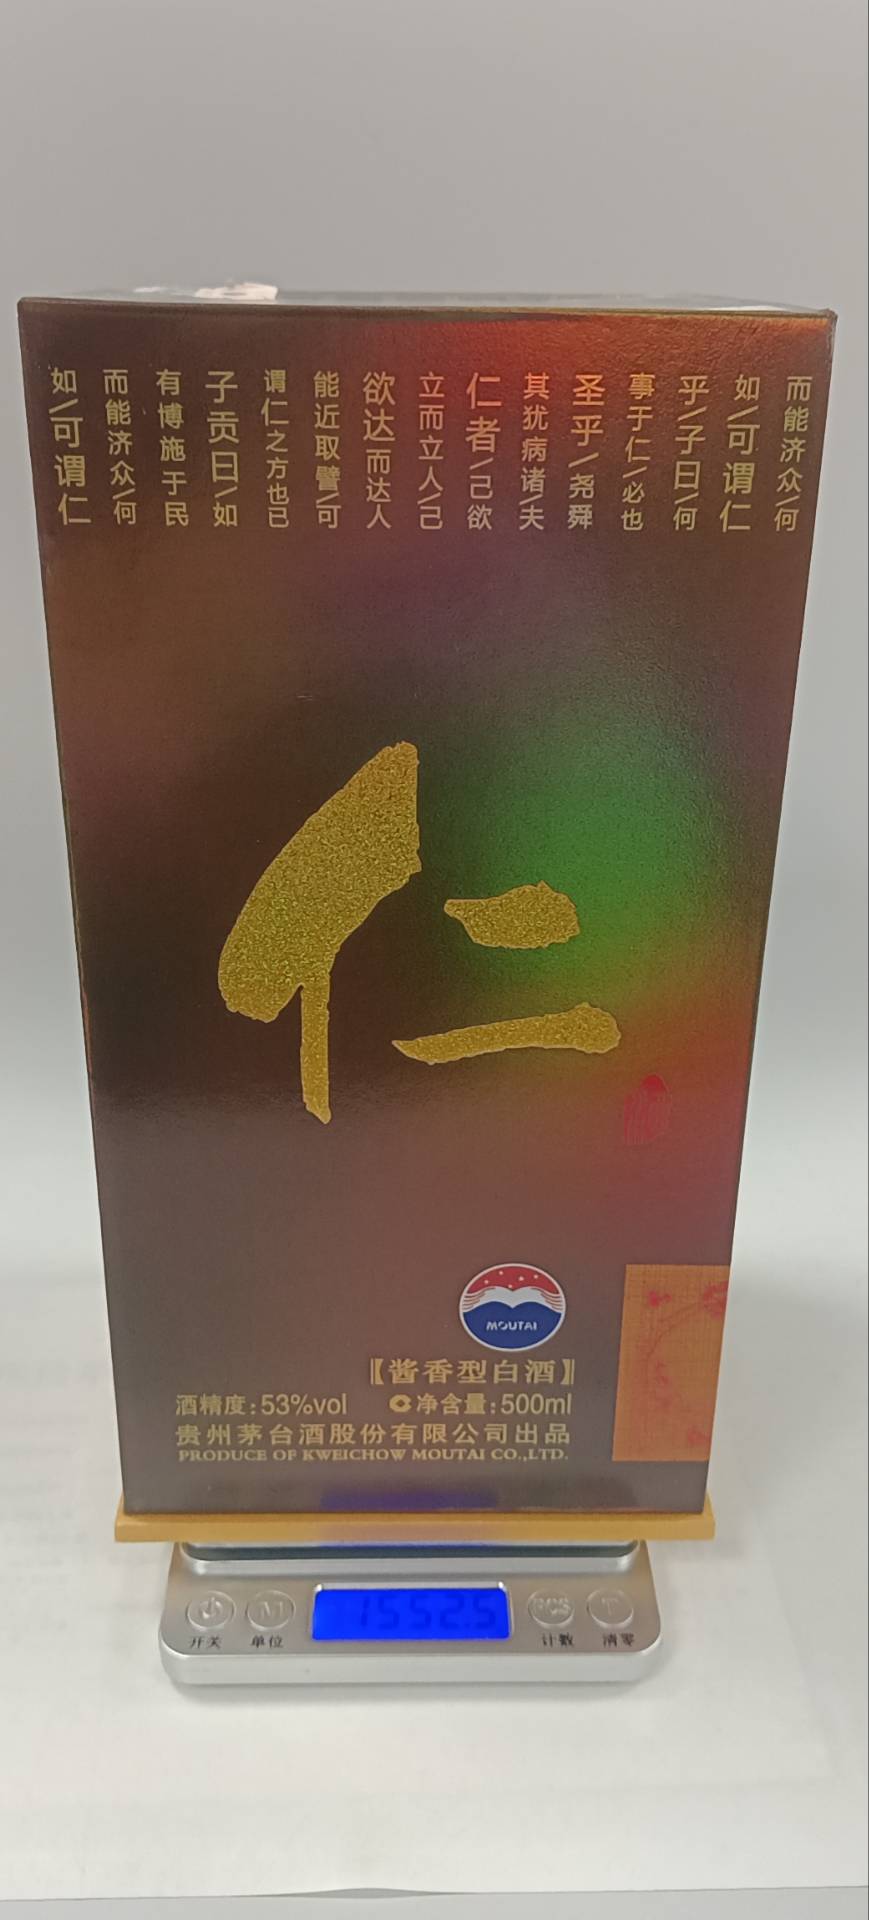 如/可谓仁
而能济众/何
有博施于民
子贡曰/如
谓仁之方也已
能近取譬/可
欲达而达人
立而立人/己
仁者/己欲
其犹病诸/夫
圣乎/尧舜
事于仁/必也
乎/子曰/何
如/可谓仁
而能济众/何
仁
MOUTAI
【酱香型白酒】
酒精度:53%vol 净含量:500ml
贵州茅台酒股份有限公司出品
PRODUCE OF KWEICHOW MOUTAI CO.,LTD.
M 1552.5 PCS T
开关 单位 计数 清零